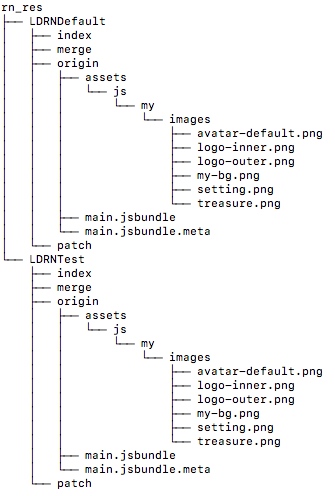 rn_res
├── LDRNDefault
│   ├── index
│   ├── merge
│   ├── origin
│   │   ├── assets
│   │   │   └── js
│   │   │       └── my
│   │   │           └── images
│   │   │               ├── avatar-default.png
│   │   │               ├── logo-inner.png
│   │   │               ├── logo-outer.png
│   │   │               ├── my-bg.png
│   │   │               ├── setting.png
│   │   │               └── treasure.png
│   │   ├── main.jsbundle
│   │   └── main.jsbundle.meta
│   └── patch
└── LDRNTest
    ├── index
    ├── merge
    ├── origin
    │   ├── assets
    │   │   └── js
    │   │       └── my
    │   │           └── images
    │   │               ├── avatar-default.png
    │   │               ├── logo-inner.png
    │   │               ├── logo-outer.png
    │   │               ├── my-bg.png
    │   │               ├── setting.png
    │   │               └── treasure.png
    │   ├── main.jsbundle
    │   └── main.jsbundle.meta
    └── patch